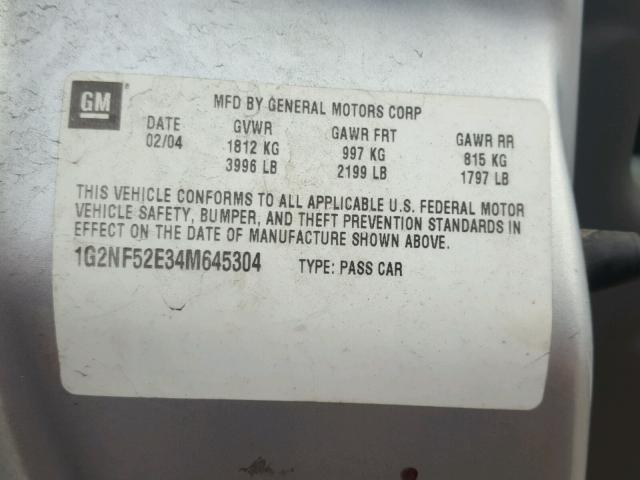 GM
MFD BY GENERAL MOTORS CORP
DATE GVWR GAWR FRT GAWR RR
02/04 1812 KG 997 KG 815 KG
3996 LB 2199 LB 1797 LB
THIS VEHICLE CONFORMS TO ALL APPLICABLE U.S. FEDERAL MOTOR
VEHICLE SAFETY, BUMPER, AND THEFT PREVENTION STANDARDS IN
EFFECT ON THE DATE OF MANUFACTURE SHOWN ABOVE.
1G2NF52E34M645304 TYPE: PASS CAR